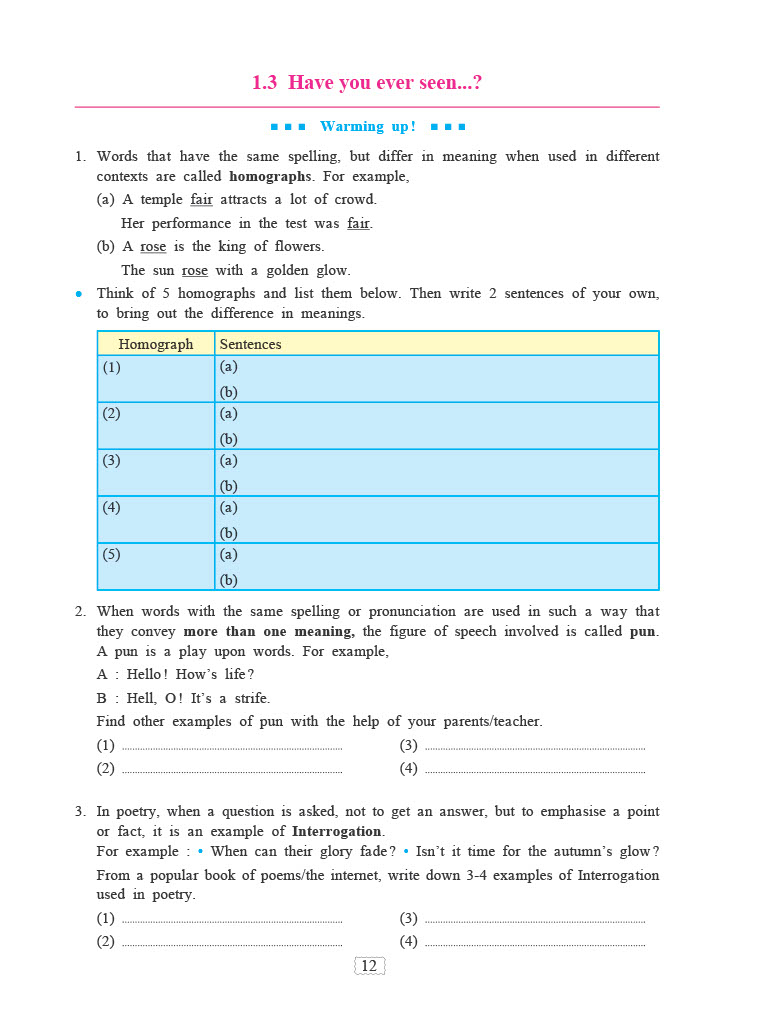 1.3 Have you ever seen...?
Warming up!
1. Words that have the same spelling, but differ in meaning when used in different
contexts are called homographs. For example,
(a) A temple fair attracts a lot of crowd.
Her performance in the test was fair.
(b) A rose is the king of flowers.
The sun rose with a golden glow.
• Think of 5 homographs and list them below. Then write 2 sentences of your own,
to bring out the difference in meanings.
Homograph Sentences
(1) (a)
(b)
(2) (a)
(b)
(3) (a)
(b)
(4) (a)
(b)
(5) (a)
(b)
2. When words with the same spelling or pronunciation are used in such a way that
they convey more than one meaning, the figure of speech involved is called pun.
A pun is a play upon words. For example,
A : Hello! How's life?
B : Hell, O! It's a strife.
Find other examples of pun with the help of your parents/teacher.
(1) ...................................................... (3) ......................................................
(2) ...................................................... (4) ......................................................
3. In poetry, when a question is asked, not to get an answer, but to emphasise a point
or fact, it is an example of Interrogation.
For example : • When can their glory fade? • Isn't it time for the autumn's glow?
From a popular book of poems/the internet, write down 3-4 examples of Interrogation
used in poetry.
(1) ...................................................... (3) ......................................................
(2) ...................................................... (4) ......................................................
12